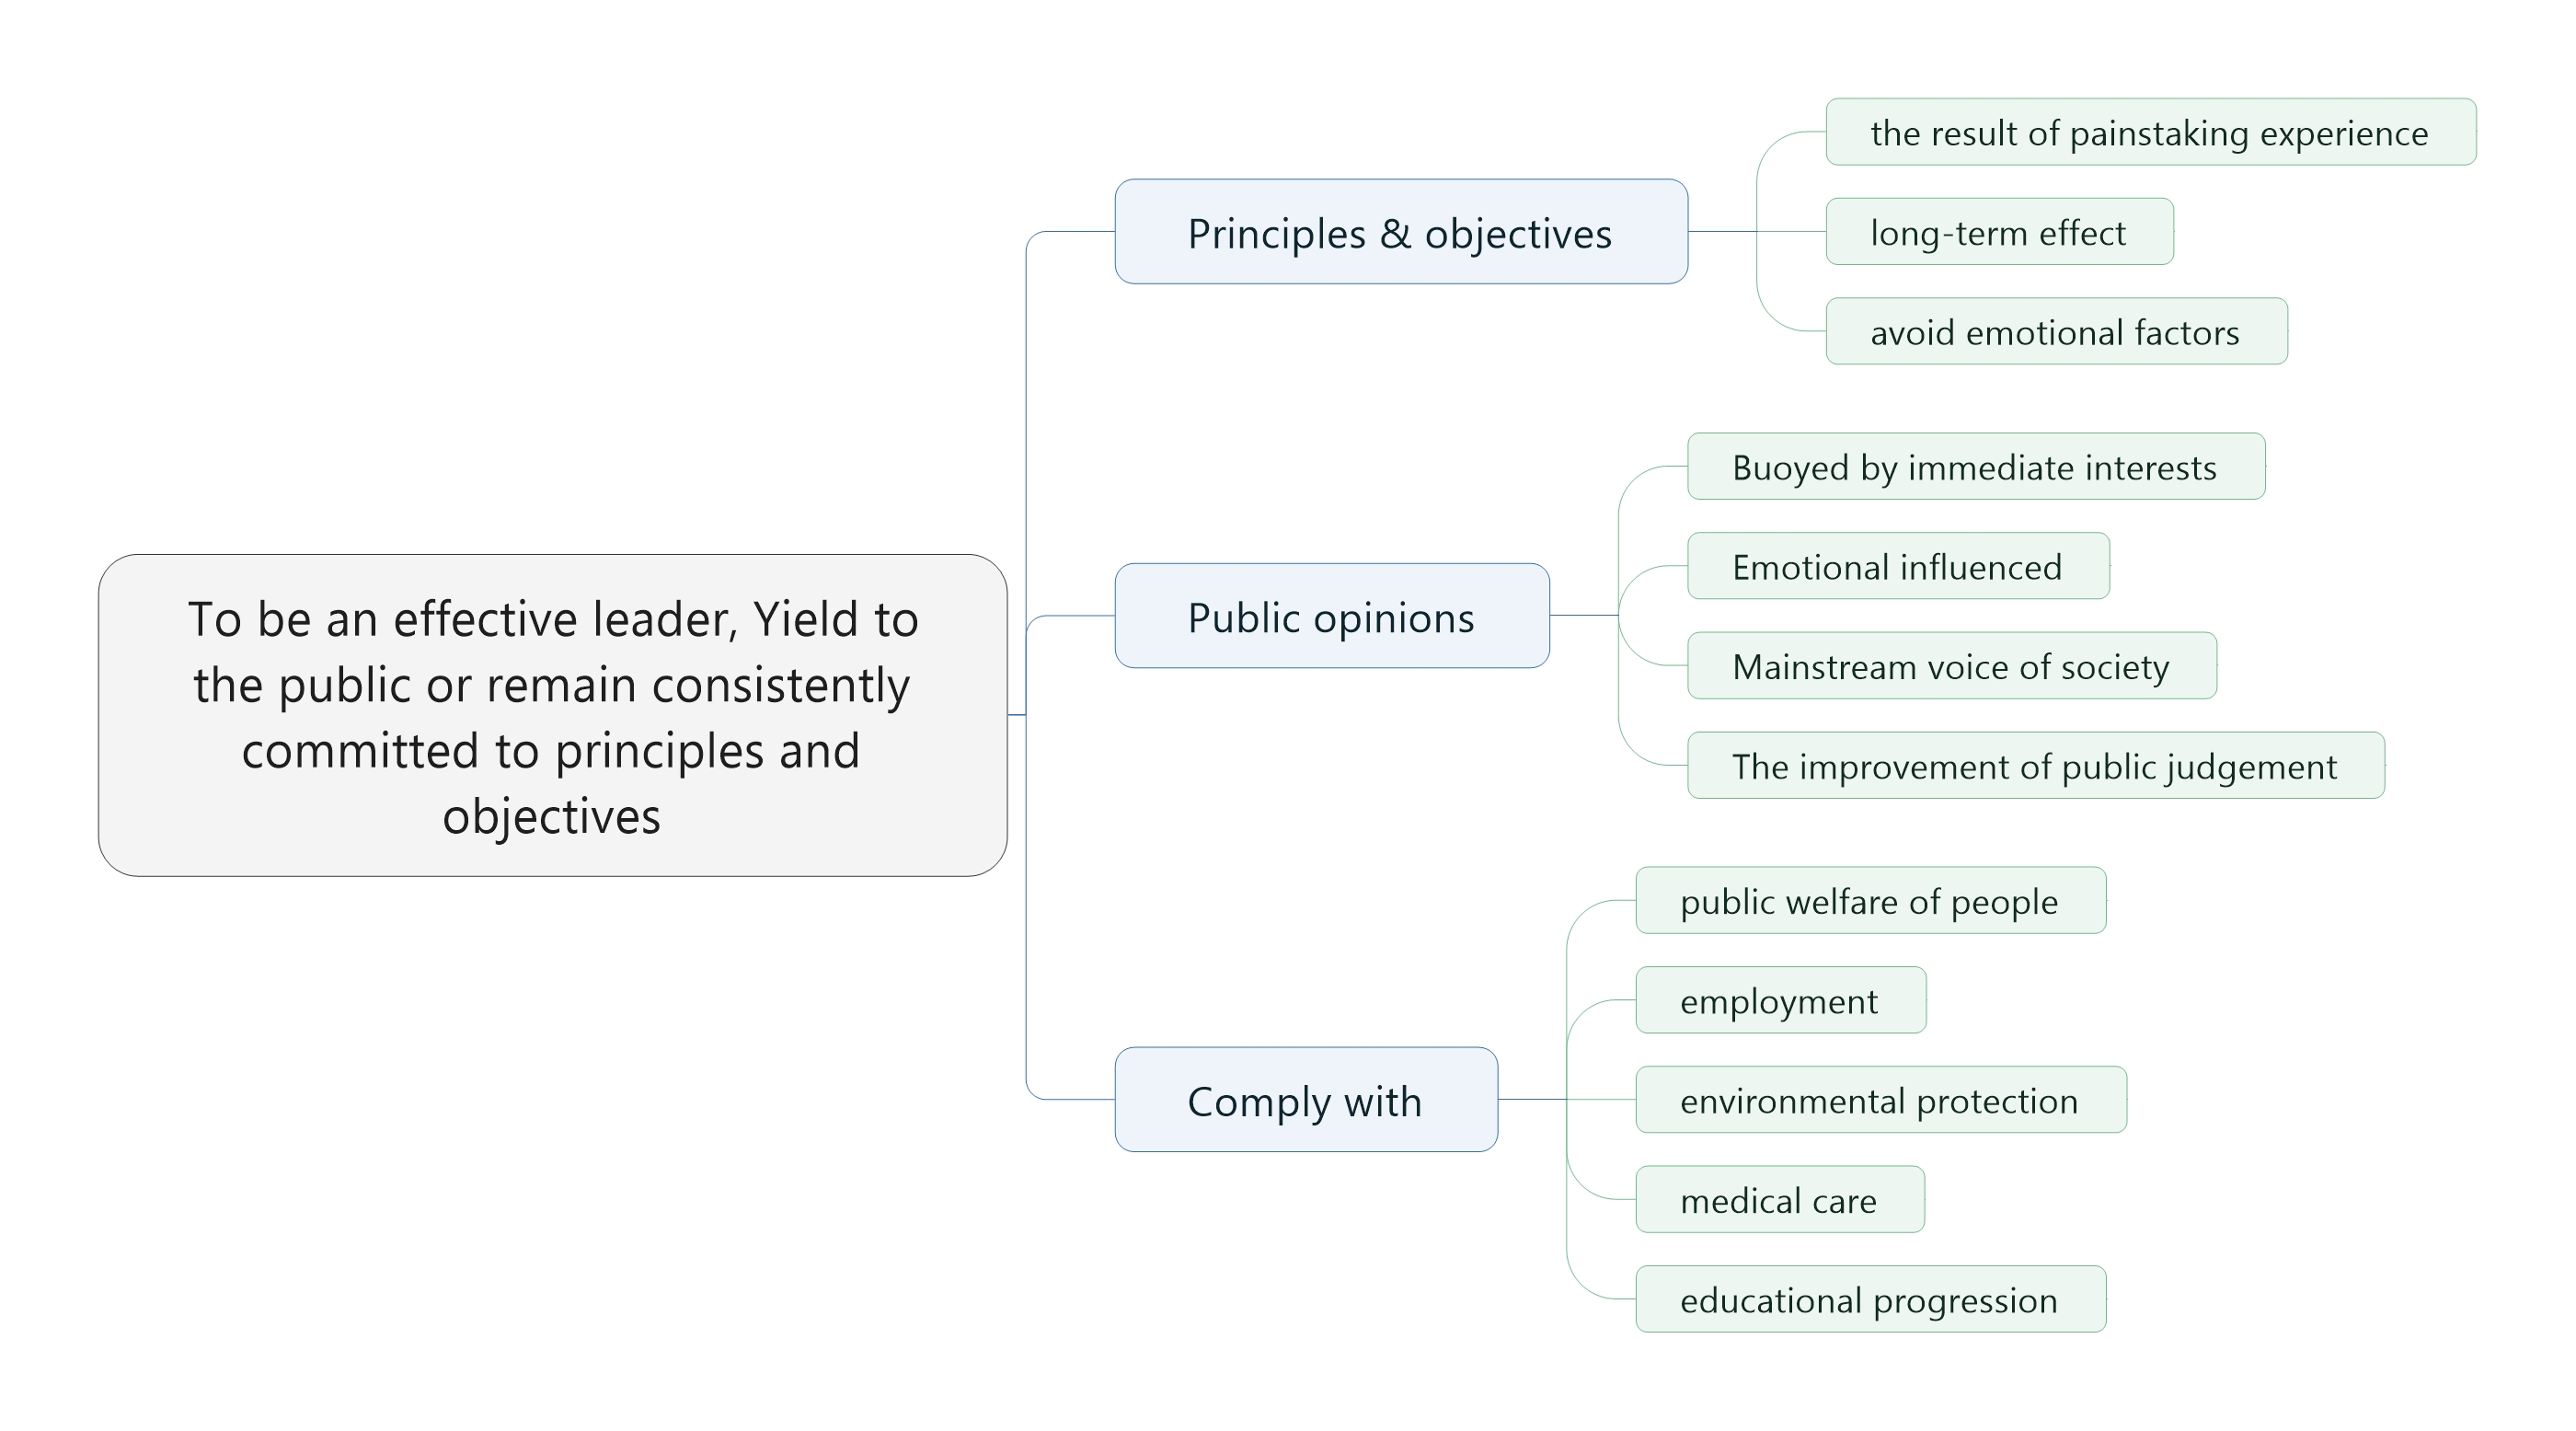 To be an effective leader, Yield to
the public or remain consistently
committed to principles and
objectives
Principles & objectives
the result of painstaking experience
long-term effect
avoid emotional factors
Public opinions
Buoyed by immediate interests
Emotional influenced
Mainstream voice of society
The improvement of public judgement
Comply with
public welfare of people
employment
environmental protection
medical care
educational progression